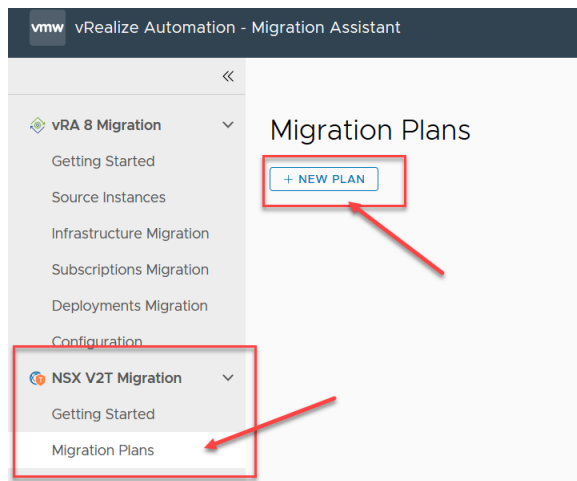 vmw vRealize Automation - Migration Assistant
«
vRA 8 Migration
Getting Started
Source Instances
Infrastructure Migration
Subscriptions Migration
Deployments Migration
Configuration
NSX V2T Migration
Getting Started
Migration Plans
Migration Plans
+ NEW PLAN